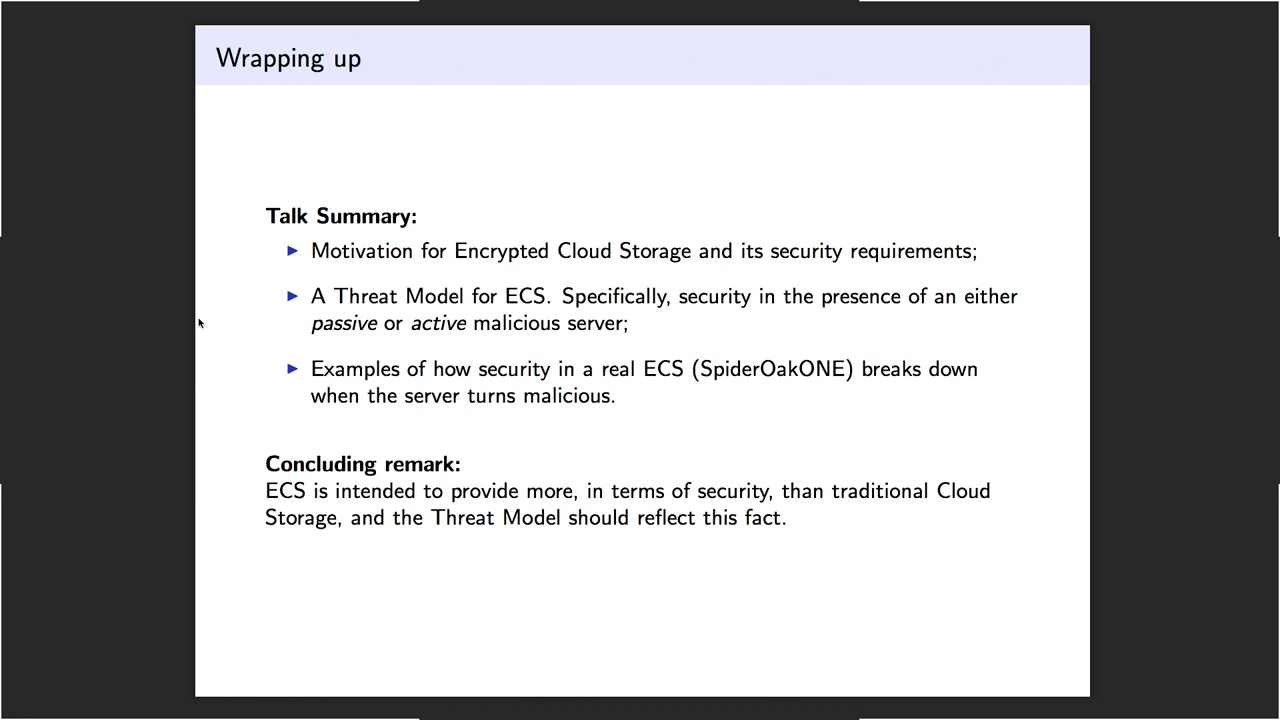 Wrapping up
Talk Summary:
Motivation for Encrypted Cloud Storage and its security requirements;
A Threat Model for ECS. Specifically, security in the presence of an either
passive or active malicious server;
Examples of how security in a real ECS (SpiderOakONE) breaks down
when the server turns malicious.
Concluding remark:
ECS is intended to provide more, in terms of security, than traditional Cloud
Storage, and the Threat Model should reflect this fact.